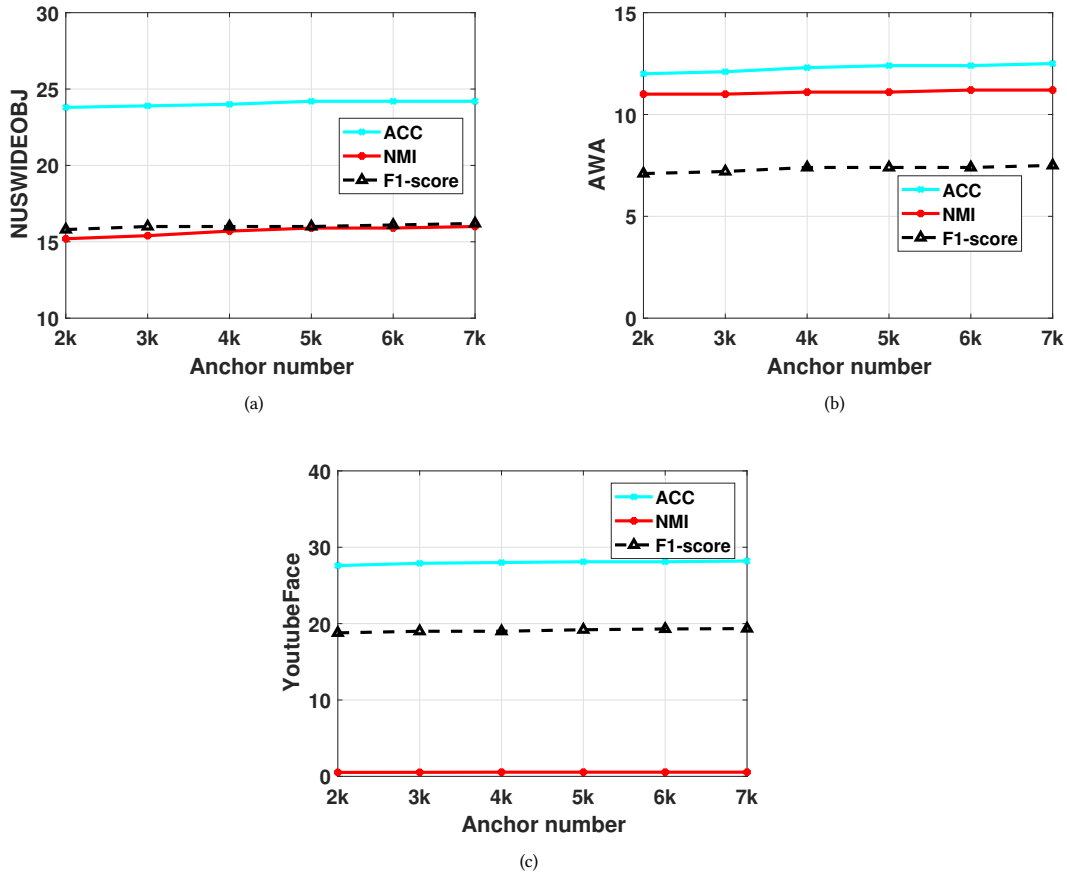 30
25
20
15
10
NUSWIDEOBJ
ACC
NMI
F1-score
2k 3k 4k 5k 6k 7k
Anchor number
(a)
15
10
5
0
AWA
ACC
NMI
F1-score
2k 3k 4k 5k 6k 7k
Anchor number
(b)
40
30
20
10
0
YoutubeFace
ACC
NMI
F1-score
2k 3k 4k 5k 6k 7k
Anchor number
(c)